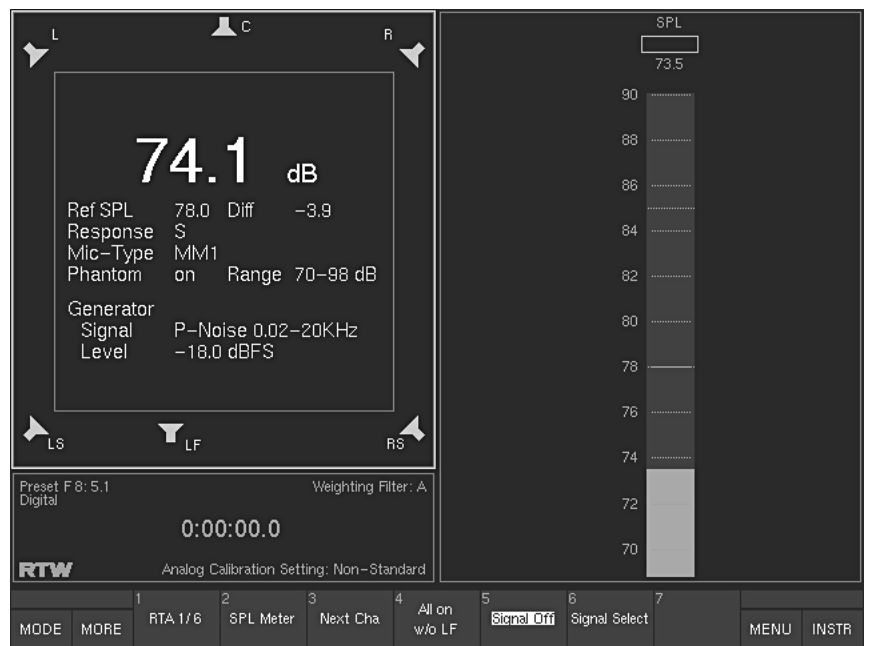 L
C
R
74.1 dB
Ref SPL 78.0 Diff -3.9
Response S
Mic-Type MM1
Phantom on Range 70-98 dB
Generator
Signal P-Noise 0.02-20KHz
Level -18.0 dBFS
LS
LF
RS
Preset F 8: 5.1 Weighting Filter: A
Digital
0:00:00.0
RTW Analog Calibration Setting: Non-Standard
SPL
73.5
90
88
86
84
82
80
78
76
74
72
70
MODE MORE
1 RTA 1/6
2 SPL Meter
3 Next Cha
4 All on
w/o LF
5 Signal Off
6 Signal Select
7
MENU INSTR